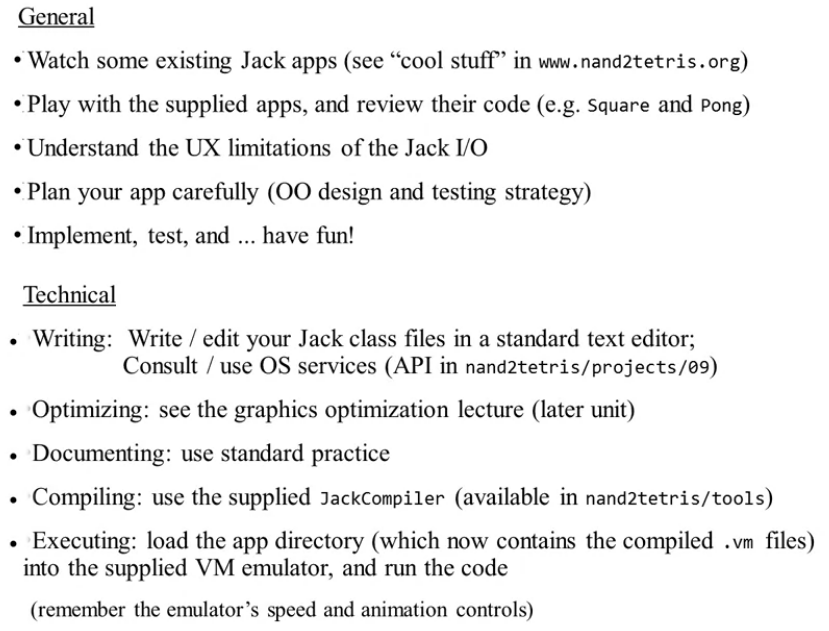 General
• Watch some existing Jack apps (see “cool stuff” in www.nand2tetris.org)
• Play with the supplied apps, and review their code (e.g. Square and Pong)
• Understand the UX limitations of the Jack I/O
• Plan your app carefully (OO design and testing strategy)
• Implement, test, and ... have fun!
Technical
• Writing: Write / edit your Jack class files in a standard text editor;
Consult / use OS services (API in nand2tetris/projects/09)
• Optimizing: see the graphics optimization lecture (later unit)
• Documenting: use standard practice
• Compiling: use the supplied JackCompiler (available in nand2tetris/tools)
• Executing: load the app directory (which now contains the compiled .vm files)
into the supplied VM emulator, and run the code
(remember the emulator’s speed and animation controls)